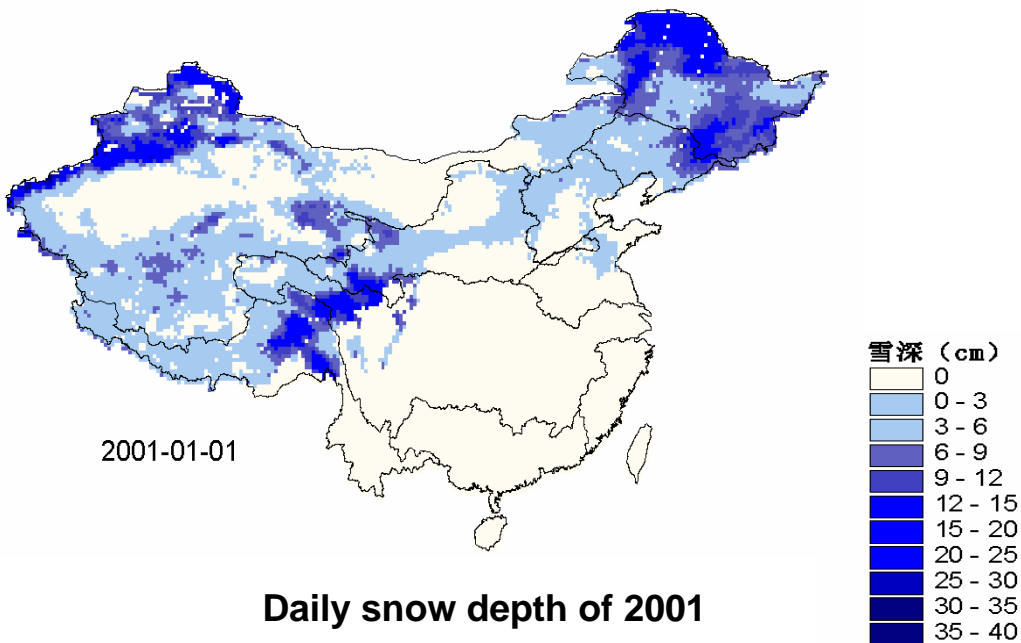 2001-01-01
雪深（cm）
0
0 - 3
3 - 6
6 - 9
9 - 12
12 - 15
15 - 20
20 - 25
25 - 30
30 - 35
35 - 40
Daily snow depth of 2001